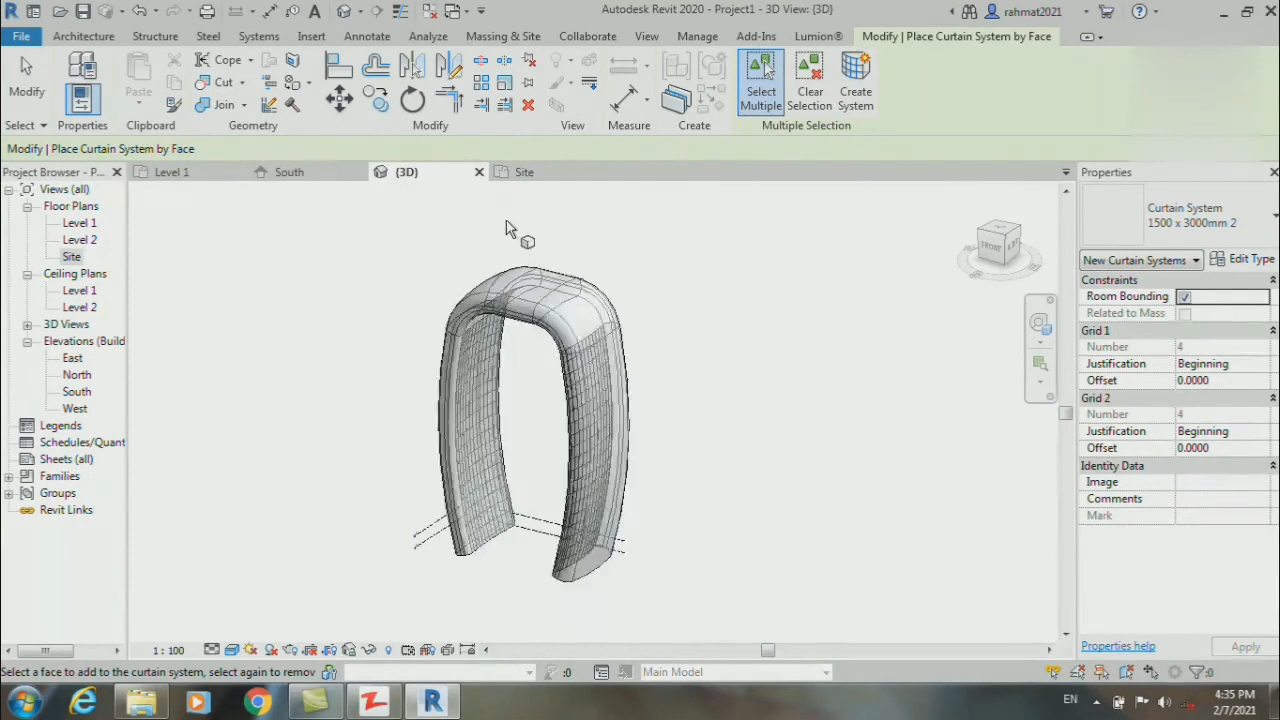 Autodesk Revit 2020 - Project1 - 3D View: {3D}
rahmat2021
File Architecture Structure Steel Systems Insert Annotate Analyze Massing & Site Collaborate View Manage Add-Ins Lumion® Modify | Place Curtain System by Face
Modify
Paste
Cope
Cut
Join
Select Multiple
Clear Selection
Create System
Select Properties Clipboard Geometry Modify View Measure Create Multiple Selection
Modify | Place Curtain System by Face
Project Browser - P...
Level 1
South
{3D}
Site
Properties
Views (all)
Floor Plans
Level 1
Level 2
Site
Ceiling Plans
Level 1
Level 2
3D Views
Elevations (Build
East
North
South
West
Legends
Schedules/Quant
Sheets (all)
Families
Groups
Revit Links
FRONT
Curtain System
1500 x 3000mm 2
New Curtain Systems
Edit Type
Constraints
Room Bounding
Related to Mass
Grid 1
Number 4
Justification Beginning
Offset 0.0000
Grid 2
Number 4
Justification Beginning
Offset 0.0000
Identity Data
Image
Comments
Mark
Properties help
Apply
1 : 100
Select a face to add to the curtain system, select again to remov
:0
Main Model
:0
EN
4:35 PM
2/7/2021